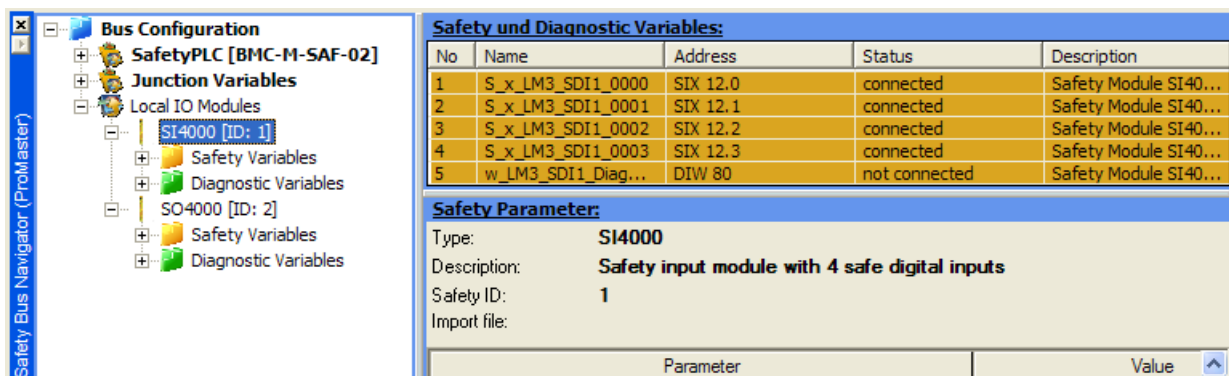 Safety Bus Navigator (ProMaster)
Bus Configuration
SafetyPLC [BMC-M-SAF-02]
Junction Variables
Local IO Modules
SI4000 [ID: 1]
Safety Variables
Diagnostic Variables
SO4000 [ID: 2]
Safety Variables
Diagnostic Variables
Safety und Diagnostic Variables:
No Name Address Status Description
1 S_x_LM3_SDI1_0000 SIX 12.0 connected Safety Module SI40...
2 S_x_LM3_SDI1_0001 SIX 12.1 connected Safety Module SI40...
3 S_x_LM3_SDI1_0002 SIX 12.2 connected Safety Module SI40...
4 S_x_LM3_SDI1_0003 SIX 12.3 connected Safety Module SI40...
5 w_LM3_SDI1_Diag... DIW 80 not connected Safety Module SI40...
Safety Parameter:
Type: SI4000
Description: Safety input module with 4 safe digital inputs
Safety ID: 1
Import file:
Parameter Value